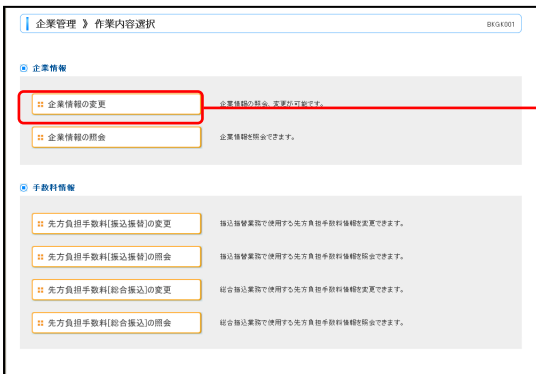 企業管理 》 作業内容選択
BKGK001
企業情報
企業情報の変更
企業情報の照会、変更が可能です。
企業情報の照会
企業情報を照会できます。
手数料情報
先方負担手数料[振込振替]の変更
振込振替業務で使用する先方負担手数料情報を変更できます。
先方負担手数料[振込振替]の照会
振込振替業務で使用する先方負担手数料情報を照会できます。
先方負担手数料[総合振込]の変更
総合振込業務で使用する先方負担手数料情報を変更できます。
先方負担手数料[総合振込]の照会
総合振込業務で使用する先方負担手数料情報を照会できます。